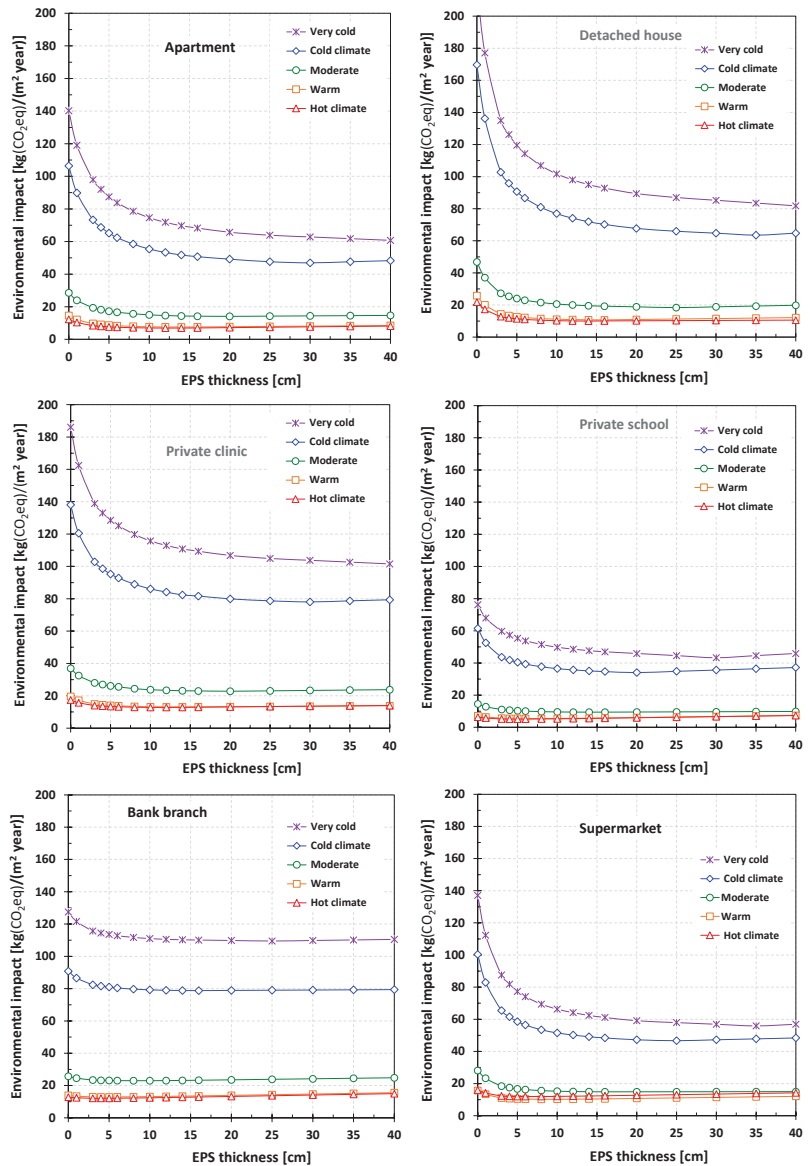 Apartment
Very cold
Cold climate
Moderate
Warm
Hot climate
200
180
160
140
120
100
80
60
40
20
0
0 5 10 15 20 25 30 35 40
EPS thickness [cm]
Environmental impact [kg(CO₂eq)/(m² year)]
Detached house
Very cold
Cold climate
Moderate
Warm
Hot climate
200
180
160
140
120
100
80
60
40
20
0
0 5 10 15 20 25 30 35 40
EPS thickness [cm]
Environmental impact [kg(CO₂eq)/(m² year)]
Private clinic
Very cold
Cold climate
Moderate
Warm
Hot climate
200
180
160
140
120
100
80
60
40
20
0
0 5 10 15 20 25 30 35 40
EPS thickness [cm]
Environmental impact [kg(CO₂eq)/(m² year)]
Private school
Very cold
Cold climate
Moderate
Warm
Hot climate
200
180
160
140
120
100
80
60
40
20
0
0 5 10 15 20 25 30 35 40
EPS thickness [cm]
Environmental impact [kg(CO₂eq)/(m² year)]
Bank branch
Very cold
Cold climate
Moderate
Warm
Hot climate
200
180
160
140
120
100
80
60
40
20
0
0 5 10 15 20 25 30 35 40
EPS thickness [cm]
Environmental impact [kg(CO₂eq)/(m² year)]
Supermarket
Very cold
Cold climate
Moderate
Warm
Hot climate
200
180
160
140
120
100
80
60
40
20
0
0 5 10 15 20 25 30 35 40
EPS thickness [cm]
Environmental impact [kg(CO₂eq)/(m² year)]